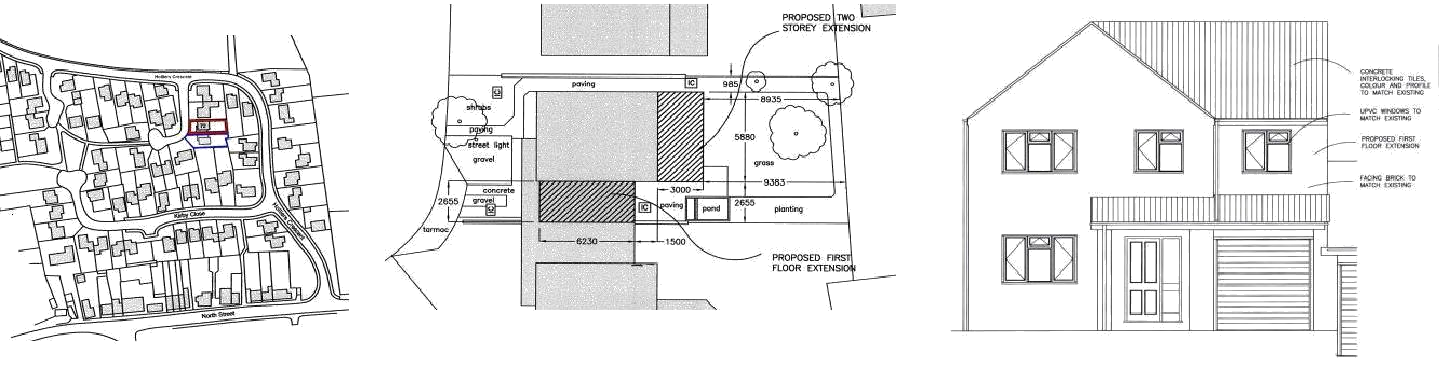 Hollers Crescent
Kirby Close
Hollers Crescent
North Street
PROPOSED TWO
STOREY EXTENSION
paving
IC
985
8935
shrubs
paving
street light
gravel
5880
grass
9383
3000
concrete
gravel
2655
paving
IC
pond
2655
planting
tarmac
6230
1500
PROPOSED FIRST
FLOOR EXTENSION
CONCRETE
INTERLOCKING TILES,
COLOUR AND PROFILE
TO MATCH EXISTING
UPVC WINDOWS TO
MATCH EXISTING
PROPOSED FIRST
FLOOR EXTENSION
FACING BRICK TO
MATCH EXISTING